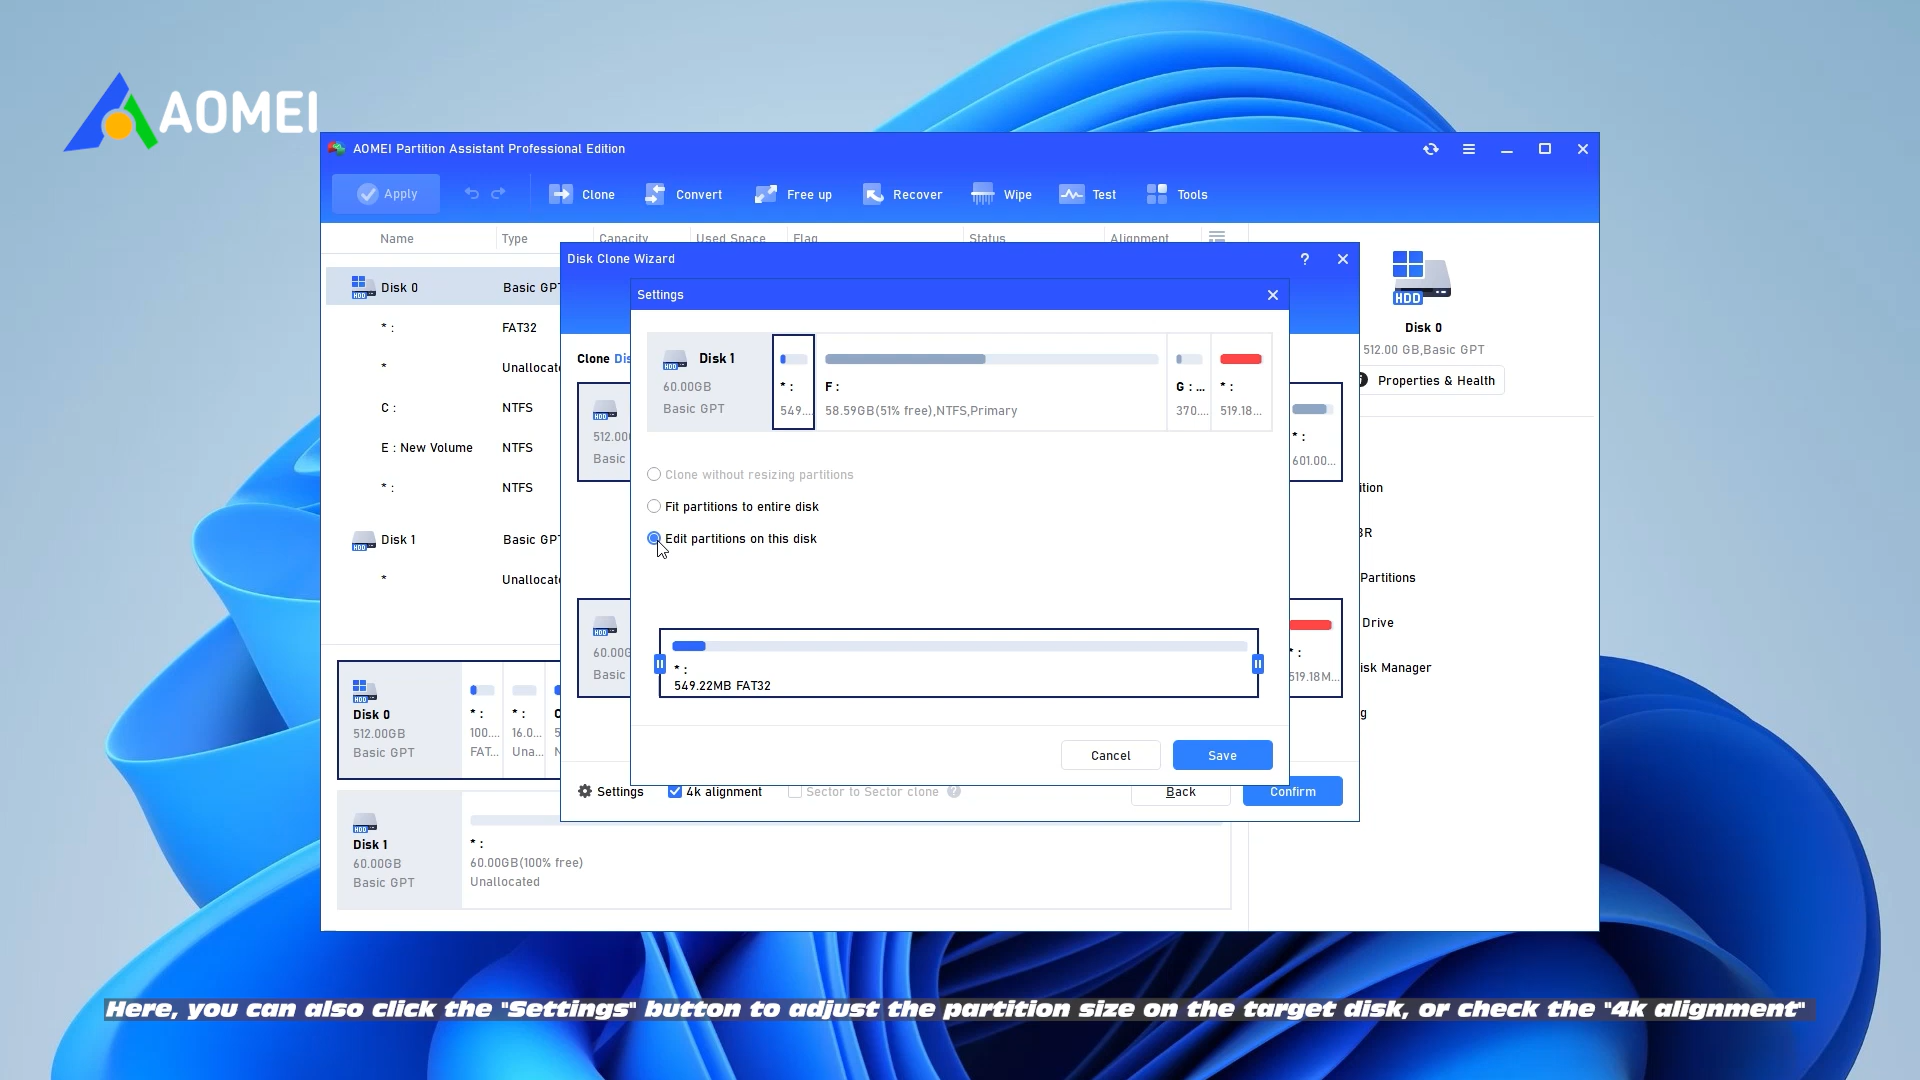 AOMEI
AOMEI Partition Assistant Professional Edition
Apply
Clone
Convert
Free up
Recover
Wipe
Test
Tools
Name
Type
Capacity
Used Space
Flag
Status
Alignment
Disk 0
Basic GPT
* :
FAT32
*
Unallocate
C :
NTFS
E : New Volume
NTFS
* :
NTFS
Disk 1
Basic GPT
*
Unallocate
Disk 0
512.00GB
Basic GPT
* :
100....
FAT...
* :
16.0...
Una...
Disk 1
60.00GB
Basic GPT
* :
60.00GB(100% free)
Unallocated
Disk Clone Wizard
?
Clone Dis
512.00
Basic
* :
601.00...
60.00G
Basic
* :
519.18M...
Settings
4k alignment
Sector to Sector clone
?
Back
Confirm
Settings
HDD
Disk 1
60.00GB
Basic GPT
* :
549....
F :
58.59GB(51% free),NTFS,Primary
G : ...
370....
* :
519.18...
Clone without resizing partitions
Fit partitions to entire disk
Edit partitions on this disk
* :
549.22MB FAT32
Cancel
Save
HDD
Disk 0
512.00 GB,Basic GPT
Properties & Health
ition
BR
Partitions
Drive
isk Manager
g
Here, you can also click the "Settings" button to adjust the partition size on the target disk, or check the "4k alignment"